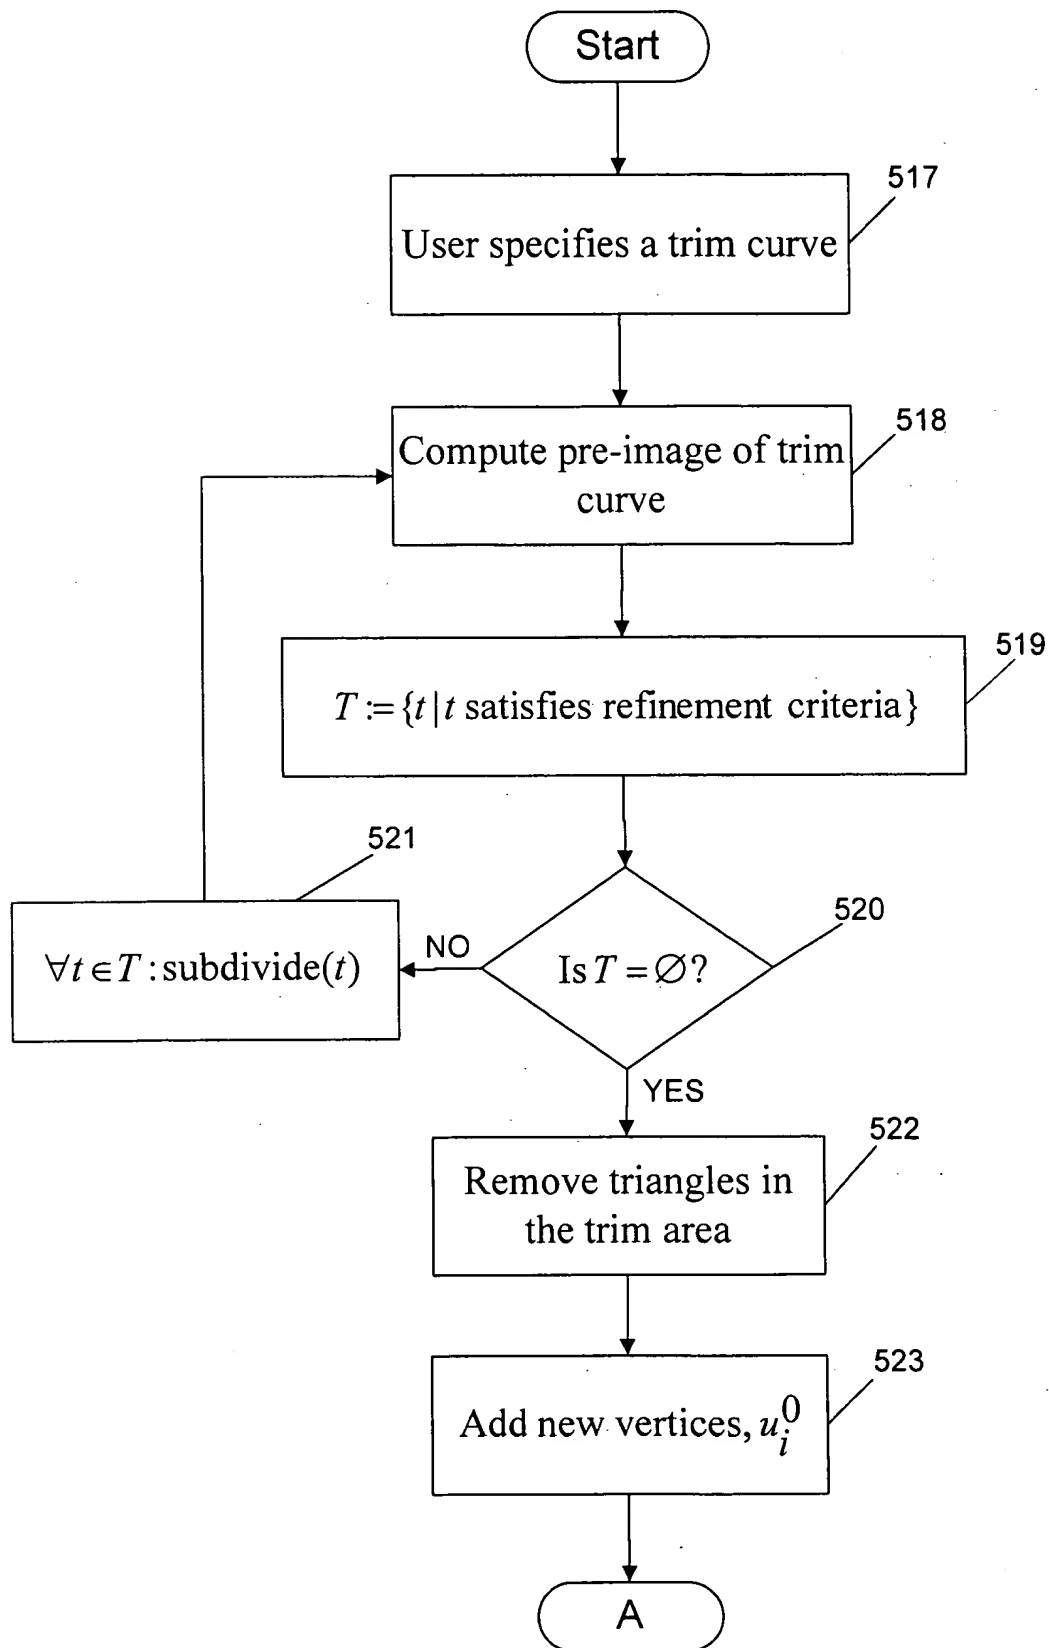 Start
517
User specifies a trim curve
518
Compute pre-image of trim
curve
519
T := {t | t satisfies refinement criteria}
521
520
∀t ∈ T : subdivide(t)
NO
Is T = ∅?
YES
522
Remove triangles in
the trim area
523
Add new vertices, u_i^0
A